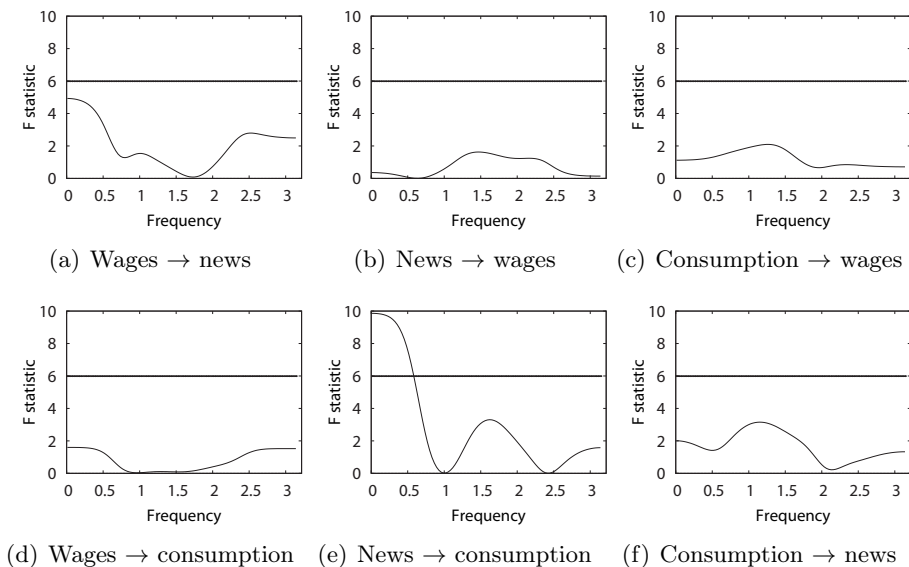 10 10 10
8 8 8
6 6 6
4 4 4
2 2 2
0 0 0
F statistic F statistic F statistic
0 0.5 1 1.5 2 2.5 3 0 0.5 1 1.5 2 2.5 3 0 0.5 1 1.5 2 2.5 3
Frequency Frequency Frequency
(a) Wages → news (b) News → wages (c) Consumption → wages
10 10 10
8 8 8
6 6 6
4 4 4
2 2 2
0 0 0
F statistic F statistic F statistic
0 0.5 1 1.5 2 2.5 3 0 0.5 1 1.5 2 2.5 3 0 0.5 1 1.5 2 2.5 3
Frequency Frequency Frequency
(d) Wages → consumption (e) News → consumption (f) Consumption → news